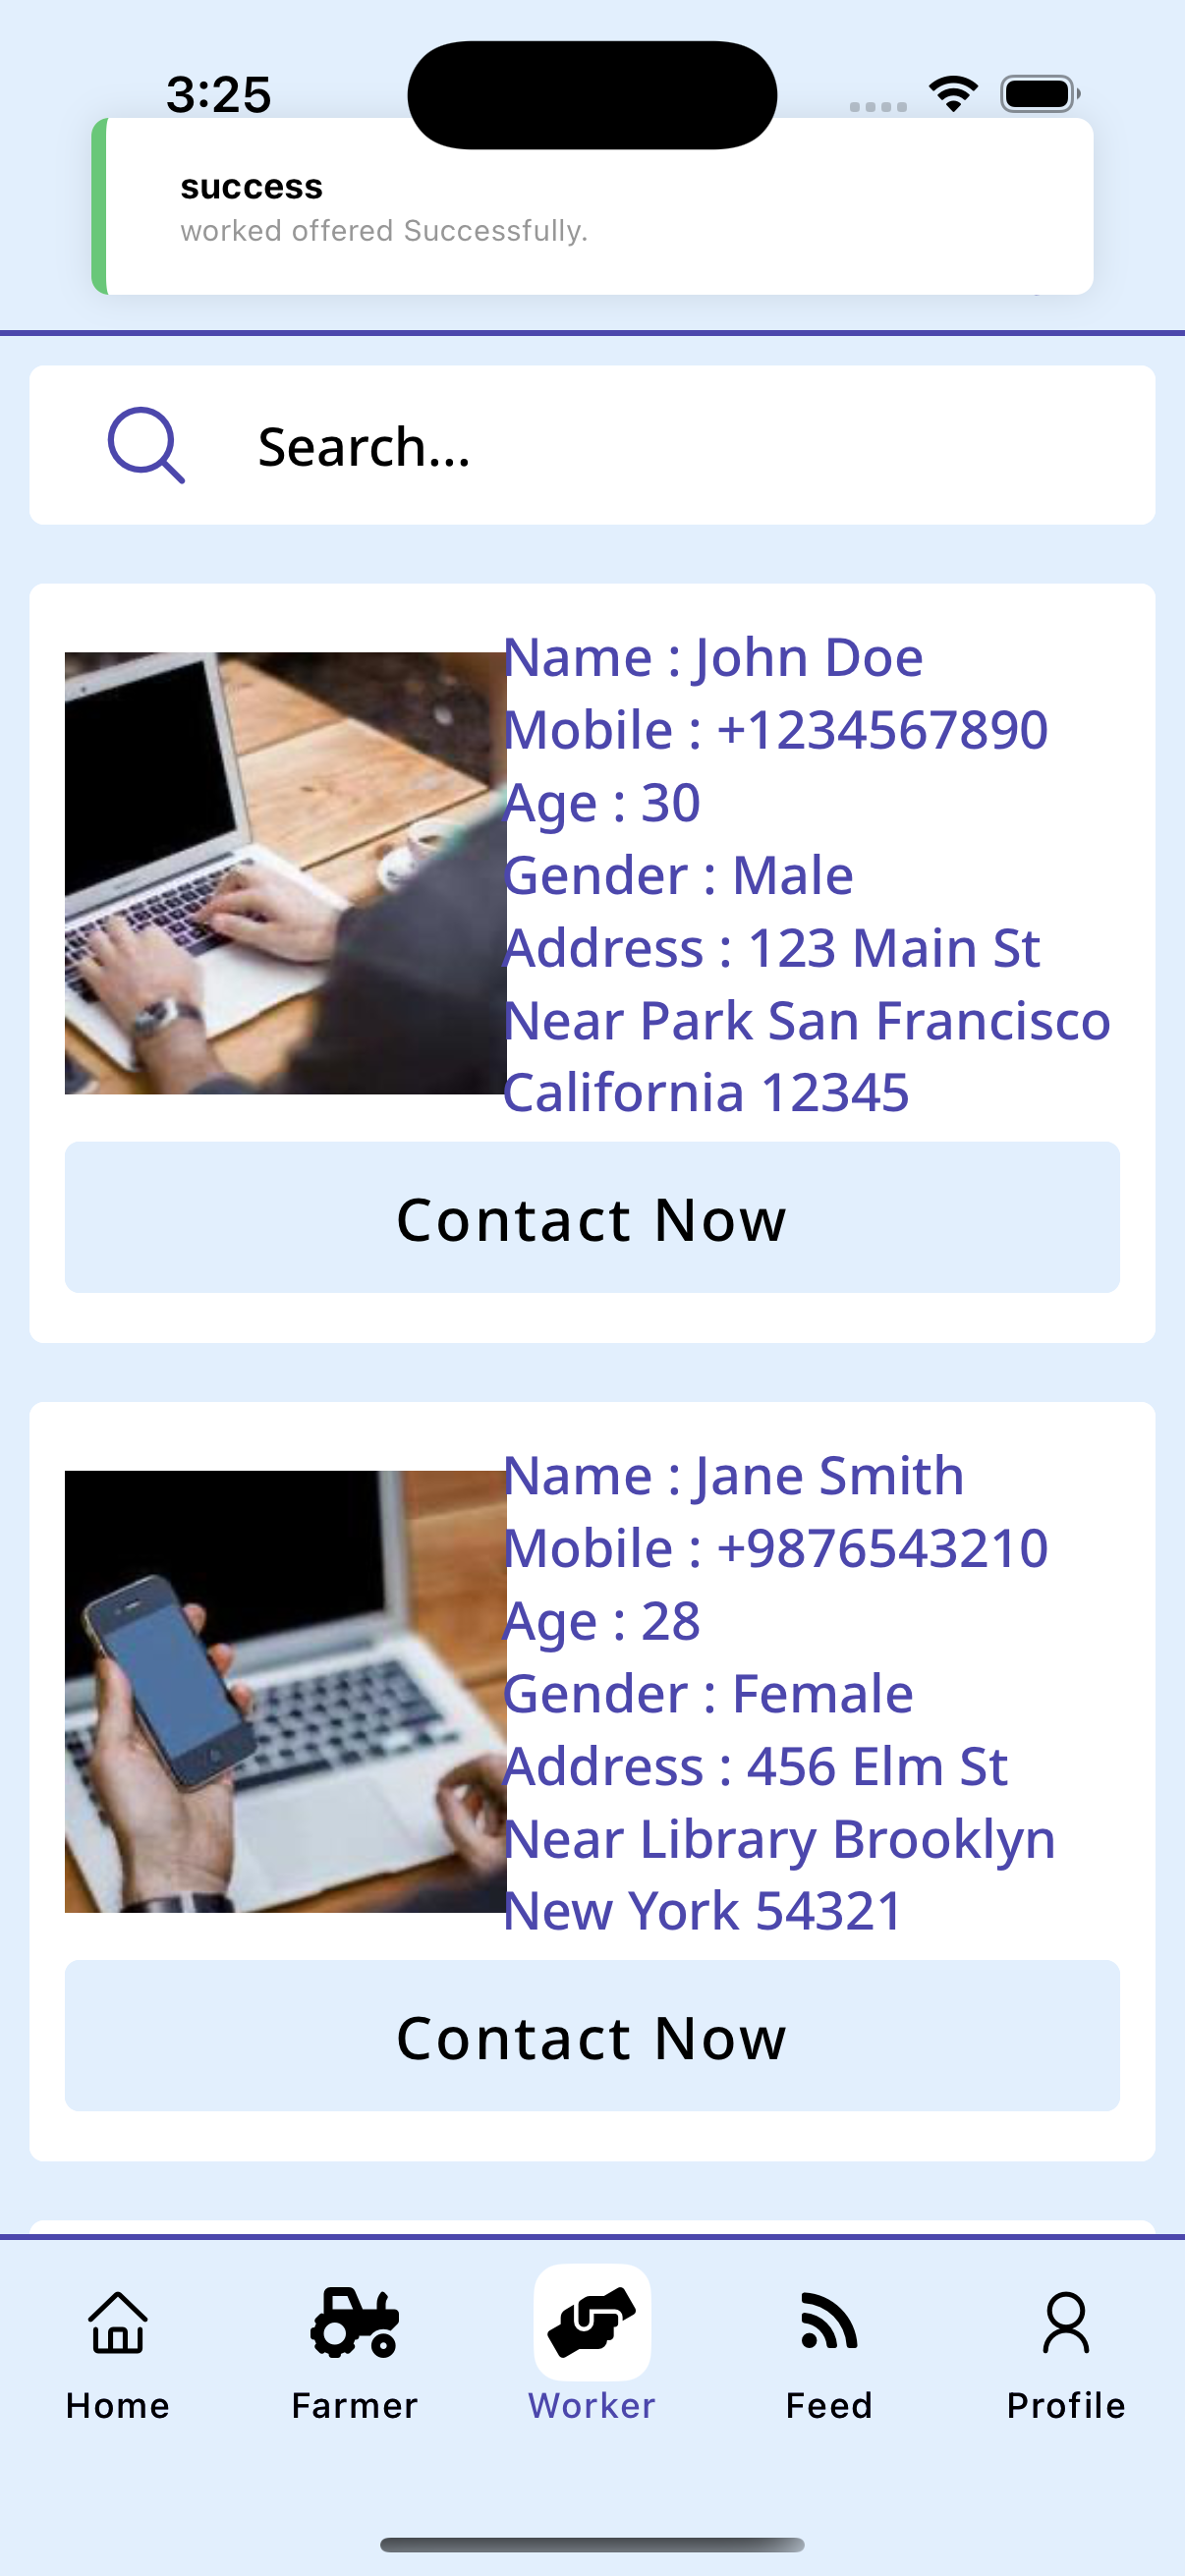 3:25
success
worked offered Successfully.
Search...
Name : John Doe
Mobile : +1234567890
Age : 30
Gender : Male
Address : 123 Main St
Near Park San Francisco
California 12345
Contact Now
Name : Jane Smith
Mobile : +9876543210
Age : 28
Gender : Female
Address : 456 Elm St
Near Library Brooklyn
New York 54321
Contact Now
Home Farmer Worker Feed Profile